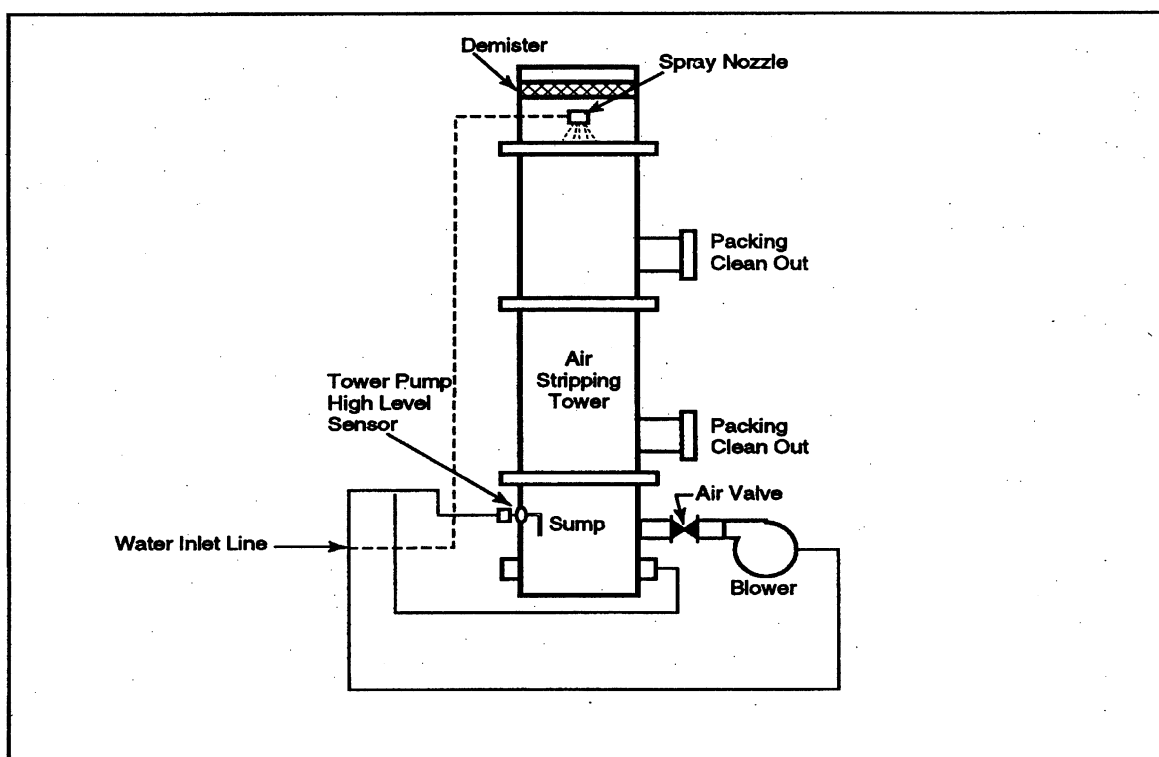 Demister
Spray Nozzle
Packing
Clean Out
Air
Stripping
Tower
Tower Pump
High Level
Sensor
Packing
Clean Out
Air Valve
Sump
Water Inlet Line
Blower